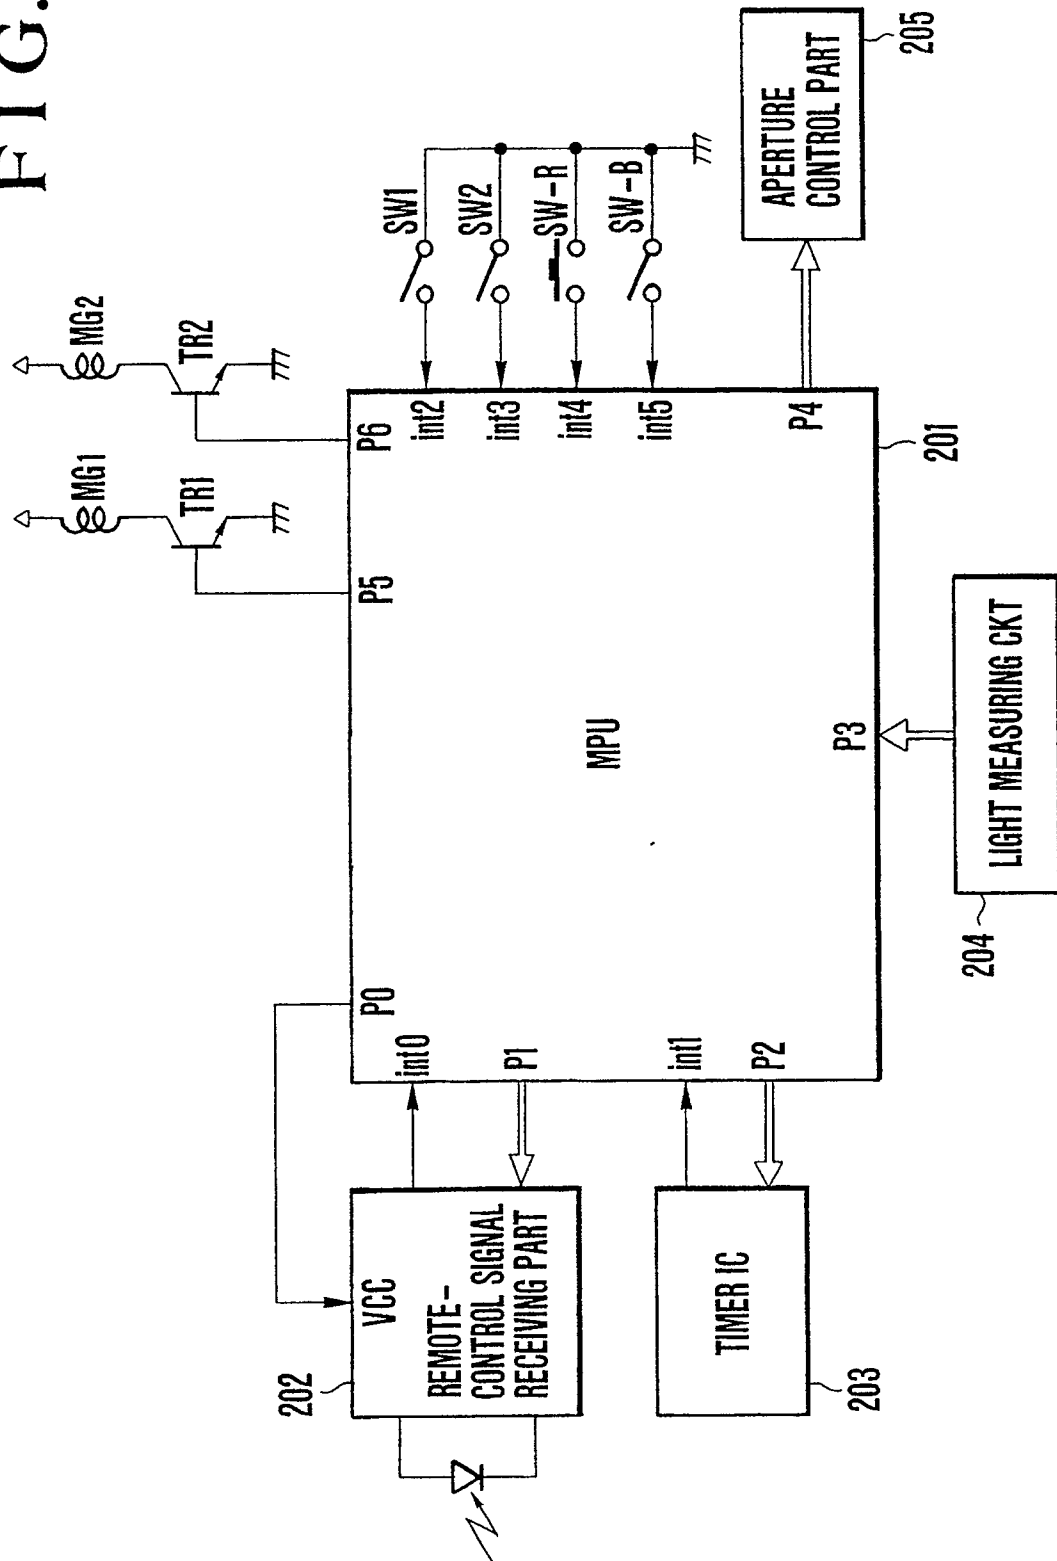 FIG.
MG1
MG2
TR1
TR2
P0
P5
P6
202
VCC
REMOTE-
CONTROL SIGNAL
RECEIVING PART
int0
P1
int1
P2
TIMER IC
203
MPU
int2
int3
int4
int5
P4
SW1
SW2
SW-R
SW-B
P3
201
204
LIGHT MEASURING CKT
APERTURE
CONTROL PART
205